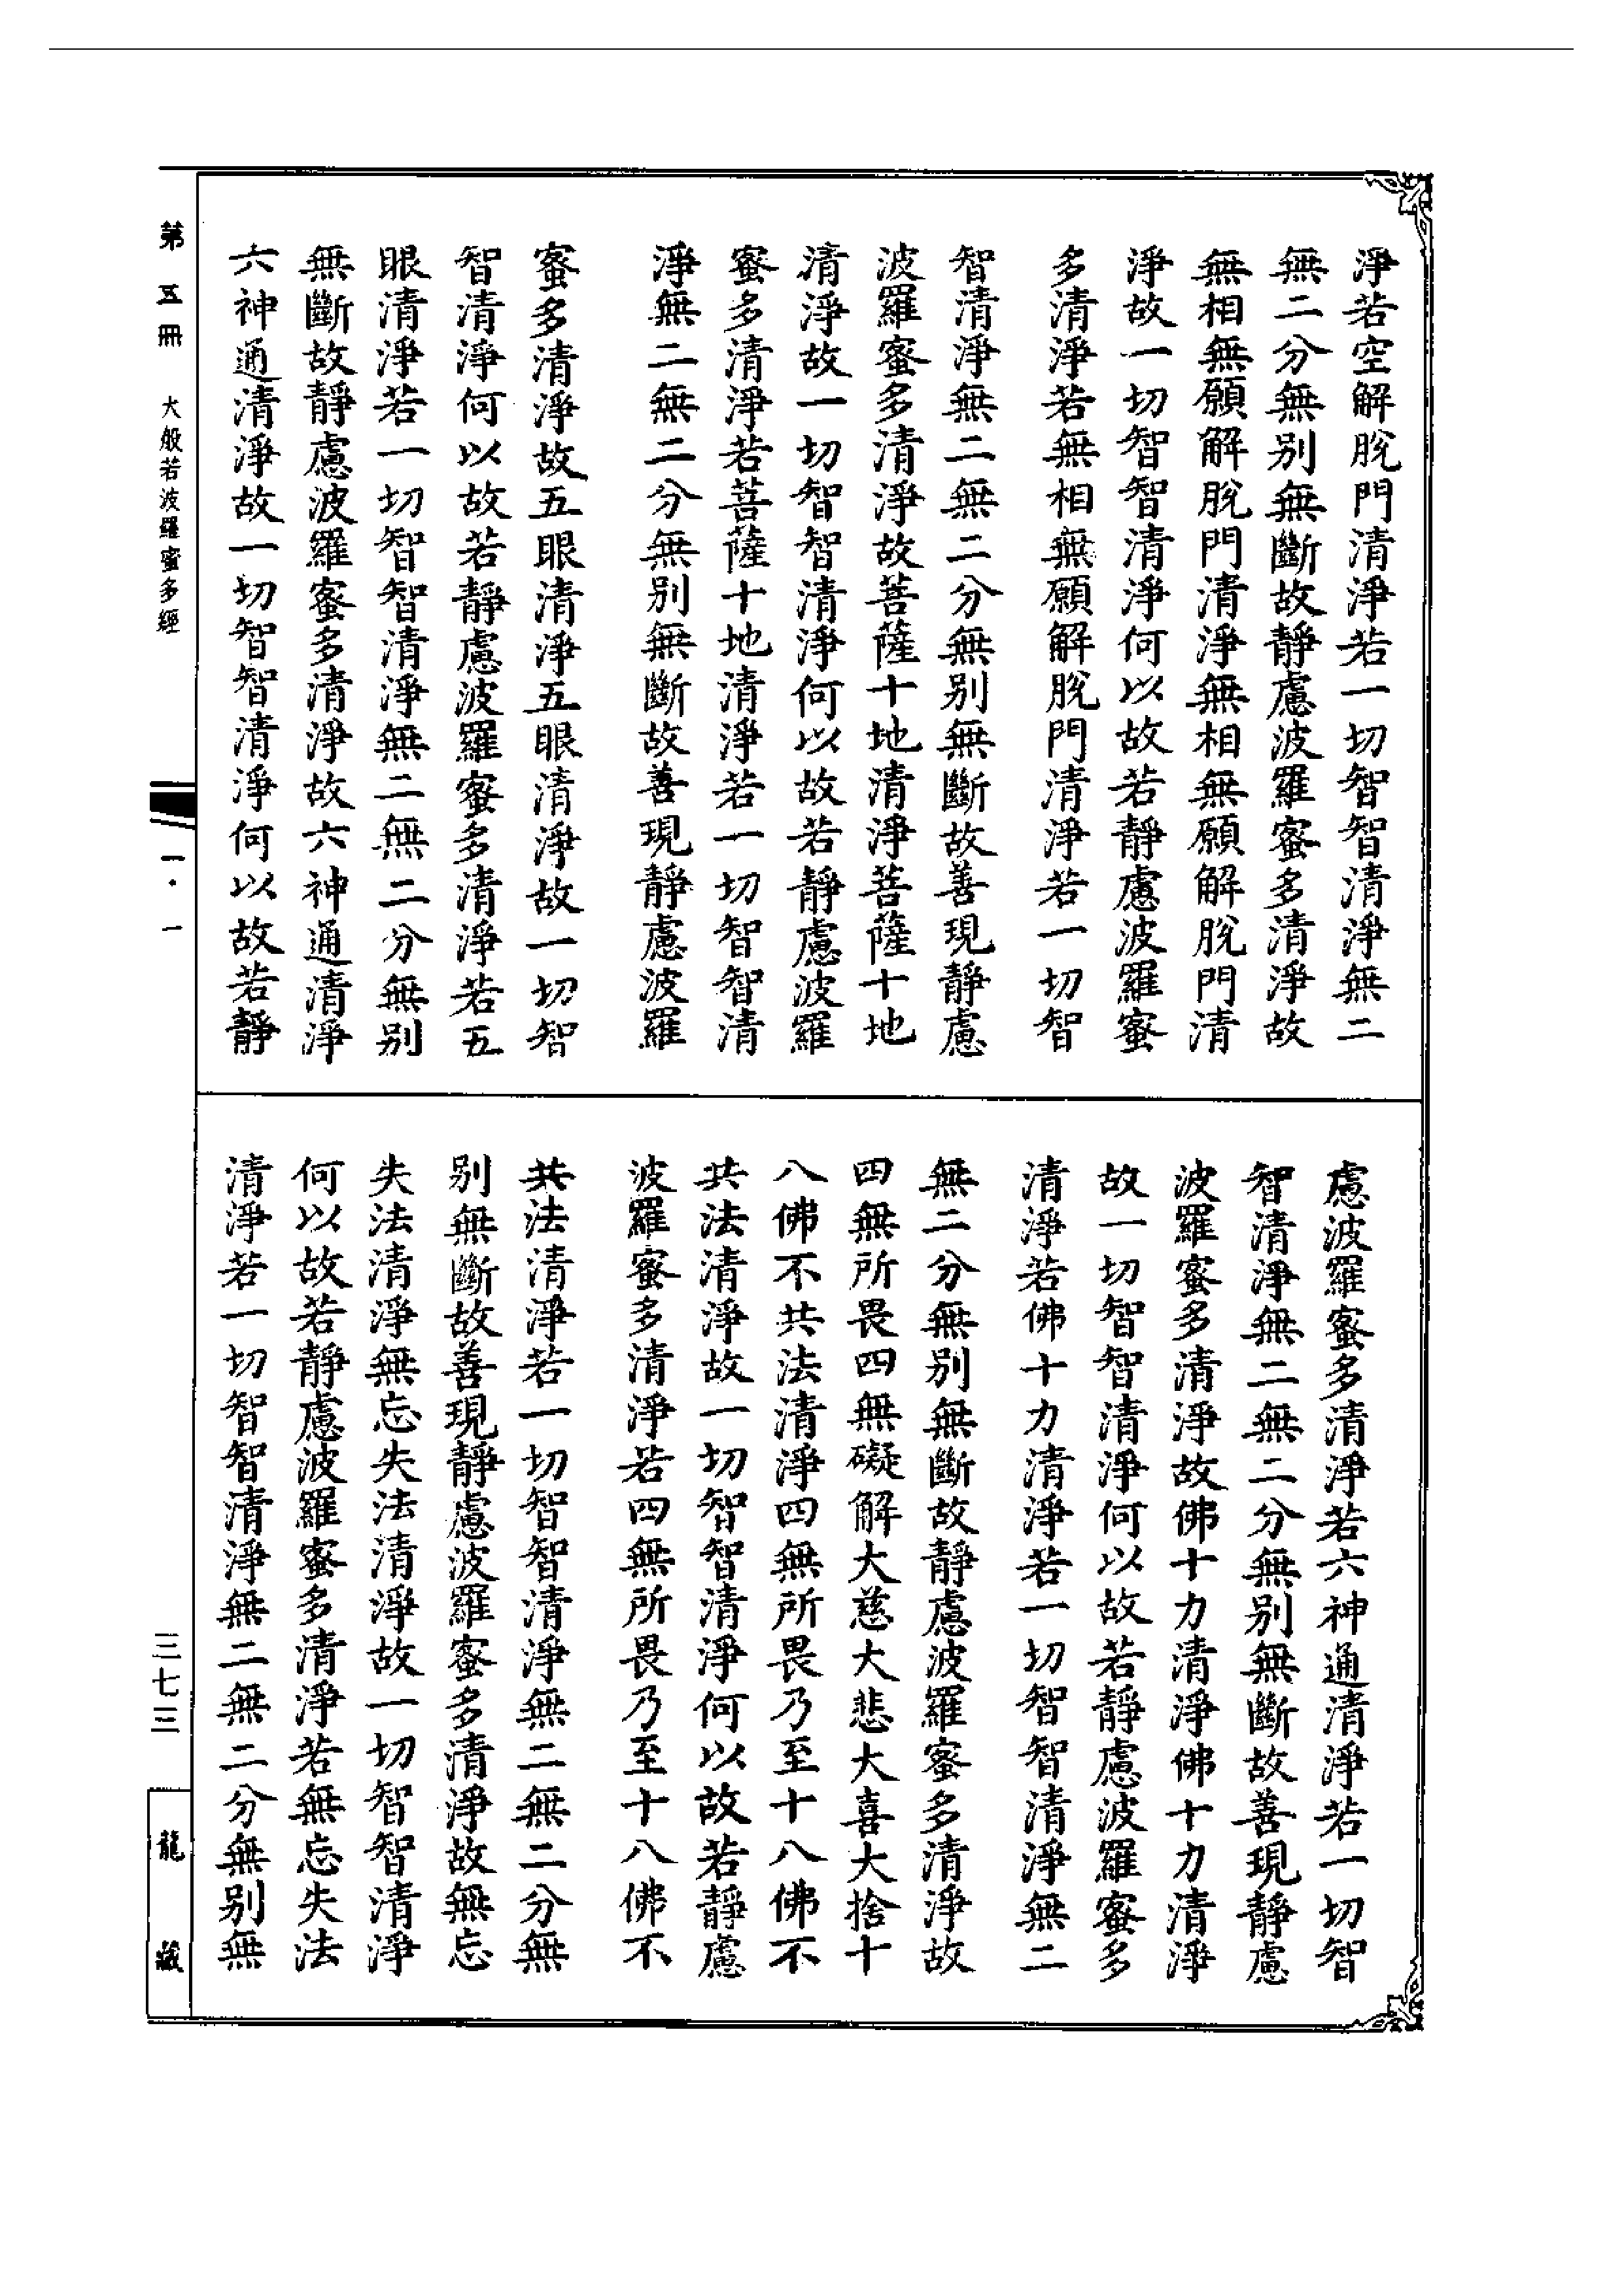 淨若空解脫門清淨若一切智智清淨無二
無二分無别無斷故靜慮波羅蜜多清淨故
無相無願解脫門清淨無相無願解脫門清
淨故一切智智清淨何以故若靜慮波羅蜜
多清淨若無相無願解脫門清淨若一切智
智清淨無二無二分無别無斷故善現靜慮
波羅蜜多清淨故菩薩十地清淨菩薩十地
清淨故一切智智清淨何以故若靜慮波羅
蜜多清淨若菩薩十地清淨若一切智智清
淨無二無二分無别無斷故善現靜慮波羅
蜜多清淨故五眼清淨五眼清淨故一切智
智清淨何以故若靜慮波羅蜜多清淨若五
眼清淨若一切智智清淨無二無二分無别
無斷故靜慮波羅蜜多清淨故六神通清淨
六神通清淨故一切智智清淨何以故若靜
慮波羅蜜多清淨若六神通清淨若一切智
智清淨無二無二分無别無斷故善現靜慮
波羅蜜多清淨故佛十力清淨佛十力清淨
故一切智智清淨何以故若靜慮波羅蜜多
清淨若佛十力清淨若一切智智清淨無二
無二分無别無斷故靜慮波羅蜜多清淨故
四無所畏四無礙解大慈大悲大喜大捨十
八佛不共法清淨四無所畏乃至十八佛不
共法清淨故一切智智清淨何以故若靜慮
波羅蜜多清淨若四無所畏乃至十八佛不
共法清淨若一切智智清淨無二無二分無
别無斷故善現靜慮波羅蜜多清淨故無忘
失法清淨無忘失法清淨故一切智智清淨
何以故若靜慮波羅蜜多清淨若無忘失法
清淨若一切智智清淨無二無二分無别無
第五冊 大般若波羅蜜多經 一·一 三七三 龍藏